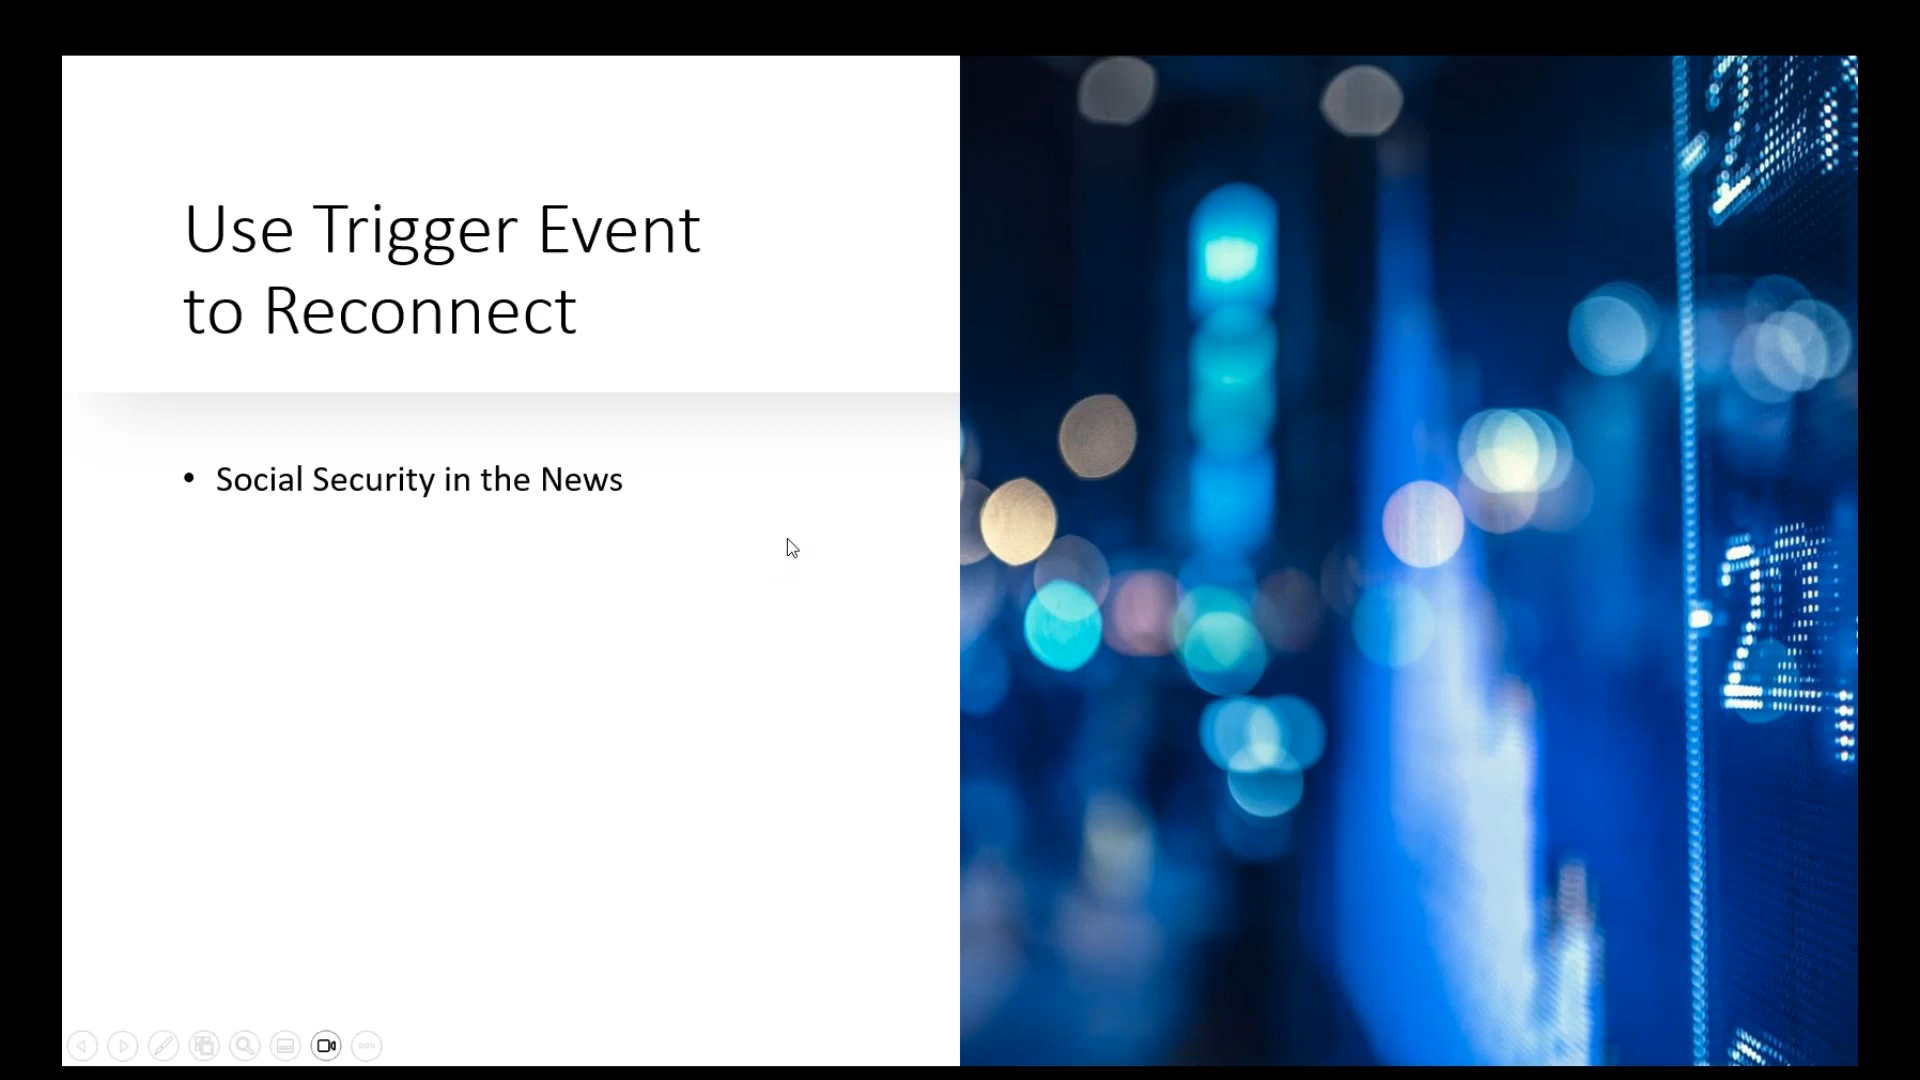 Use Trigger Event
to Reconnect
• Social Security in the News